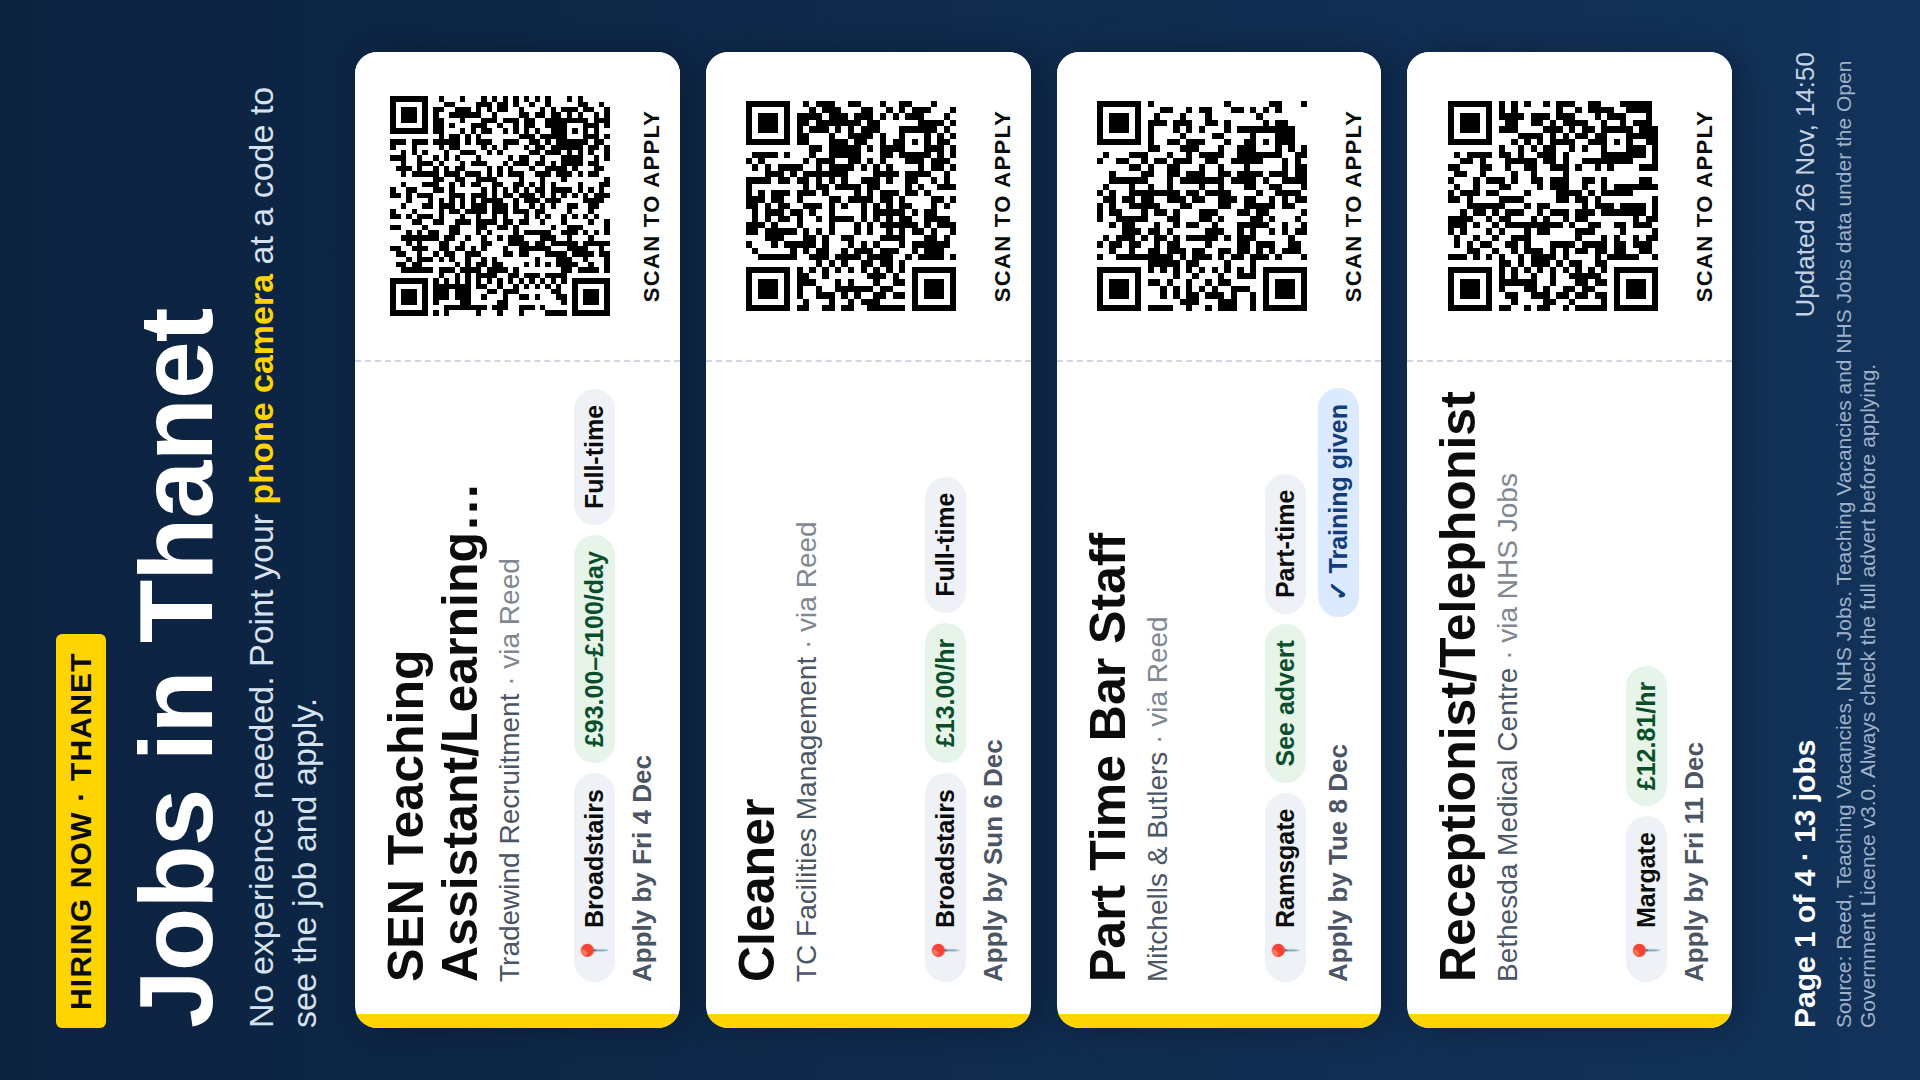 HIRING NOW · THANET
Jobs in Thanet
No experience needed. Point your phone camera at a code to
see the job and apply.
SEN Teaching
Assistant/Learning…
Tradewind Recruitment · via Reed
Broadstairs
£93.00–£100/day
Full-time
Apply by Fri 4 Dec
SCAN TO APPLY
Cleaner
TC Facilities Management · via Reed
Broadstairs
£13.00/hr
Full-time
Apply by Sun 6 Dec
SCAN TO APPLY
Part Time Bar Staff
Mitchells & Butlers · via Reed
Ramsgate
See advert
Part-time
Apply by Tue 8 Dec
✓ Training given
SCAN TO APPLY
Receptionist/Telephonist
Bethesda Medical Centre · via NHS Jobs
Margate
£12.81/hr
Apply by Fri 11 Dec
SCAN TO APPLY
Page 1 of 4 · 13 jobs
Updated 26 Nov, 14:50
Source: Reed, Teaching Vacancies, NHS Jobs. Teaching Vacancies and NHS Jobs data under the Open
Government Licence v3.0. Always check the full advert before applying.